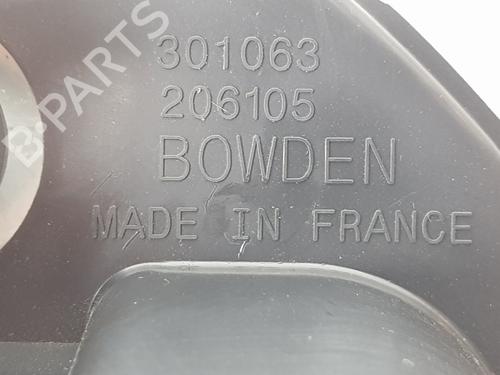 301063
206105
BOWDEN
MADE IN FRANCE
B-PARTS